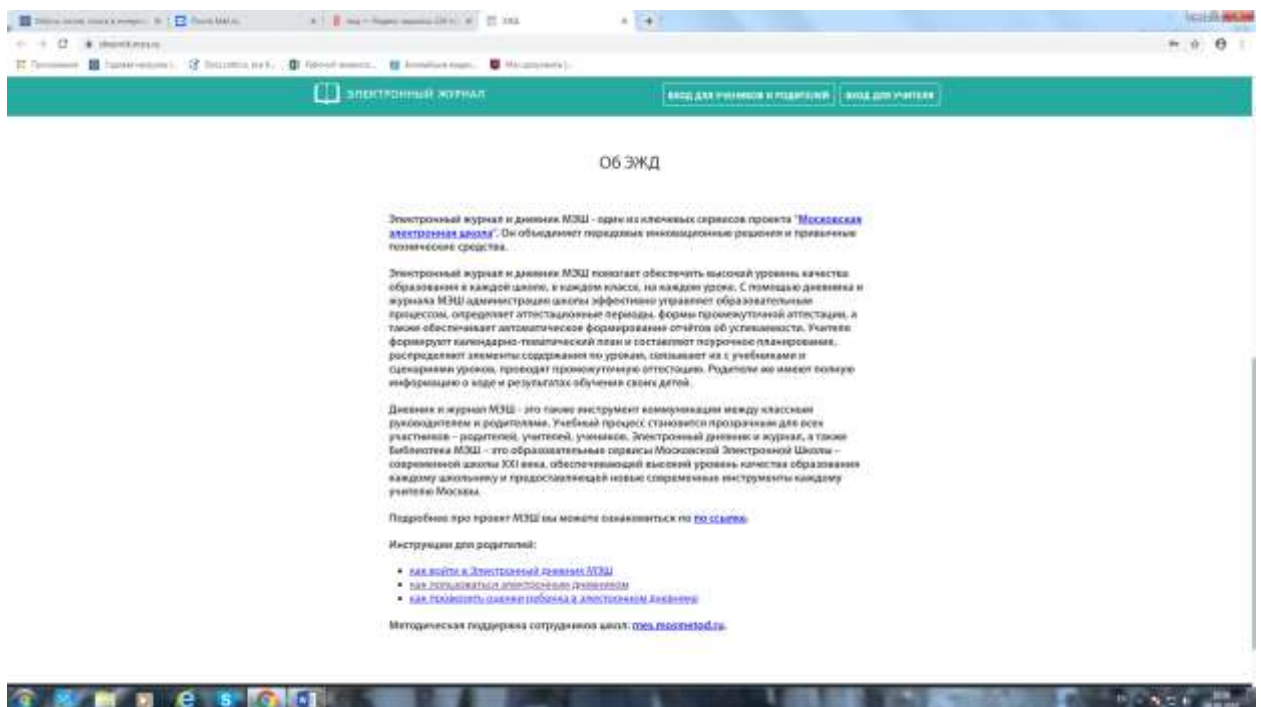 ЭЖД
dnevnik.mos.ru
ЭЛЕКТРОННЫЙ ЖУРНАЛ
ВХОД ДЛЯ УЧЕНИКОВ И РОДИТЕЛЕЙ
ВХОД ДЛЯ УЧИТЕЛЯ
Об ЭЖД
Электронный журнал и дневник МЭШ - один из ключевых сервисов проекта "Московская
электронная школа". Он объединяет передовые инновационные решения и привычные
технические средства.
Электронный журнал и дневник МЭШ помогает обеспечить высокий уровень качества
образования в каждой школе, в каждом классе, на каждом уроке. С помощью дневника и
журнала МЭШ администрация школы эффективно управляет образовательным
процессом, определяет аттестационные периоды, формы промежуточной аттестации, а
также обеспечивает автоматическое формирование отчётов об успеваемости. Учителя
формируют календарно-тематический план и составляют поурочное планирование,
распределяют элементы содержания по урокам, связывают их с учебниками и
сценариями уроков, проводят промежуточную аттестацию. Родители же имеют полную
информацию о ходе и результатах обучения своих детей.
Дневник и журнал МЭШ - это также инструмент коммуникации между классным
руководителем и родителями. Учебный процесс становится прозрачным для всех
участников – родителей, учителей, учеников. Электронный дневник и журнал, а также
Библиотека МЭШ – это образовательные сервисы Московской Электронной Школы –
современной школы XXI века, обеспечивающей высокий уровень качества образования
каждому школьнику и предоставляющей новые современные инструменты каждому
учителю Москвы.
Подробнее про проект МЭШ вы можете ознакомиться по по ссылке.
Инструкции для родителей:
как войти в Электронный дневник МЭШ
как пользоваться электронным дневником
как проверять оценки ребенка в электронном дневнике
Методическая поддержка сотрудников школ: mes.mosmetod.ru.